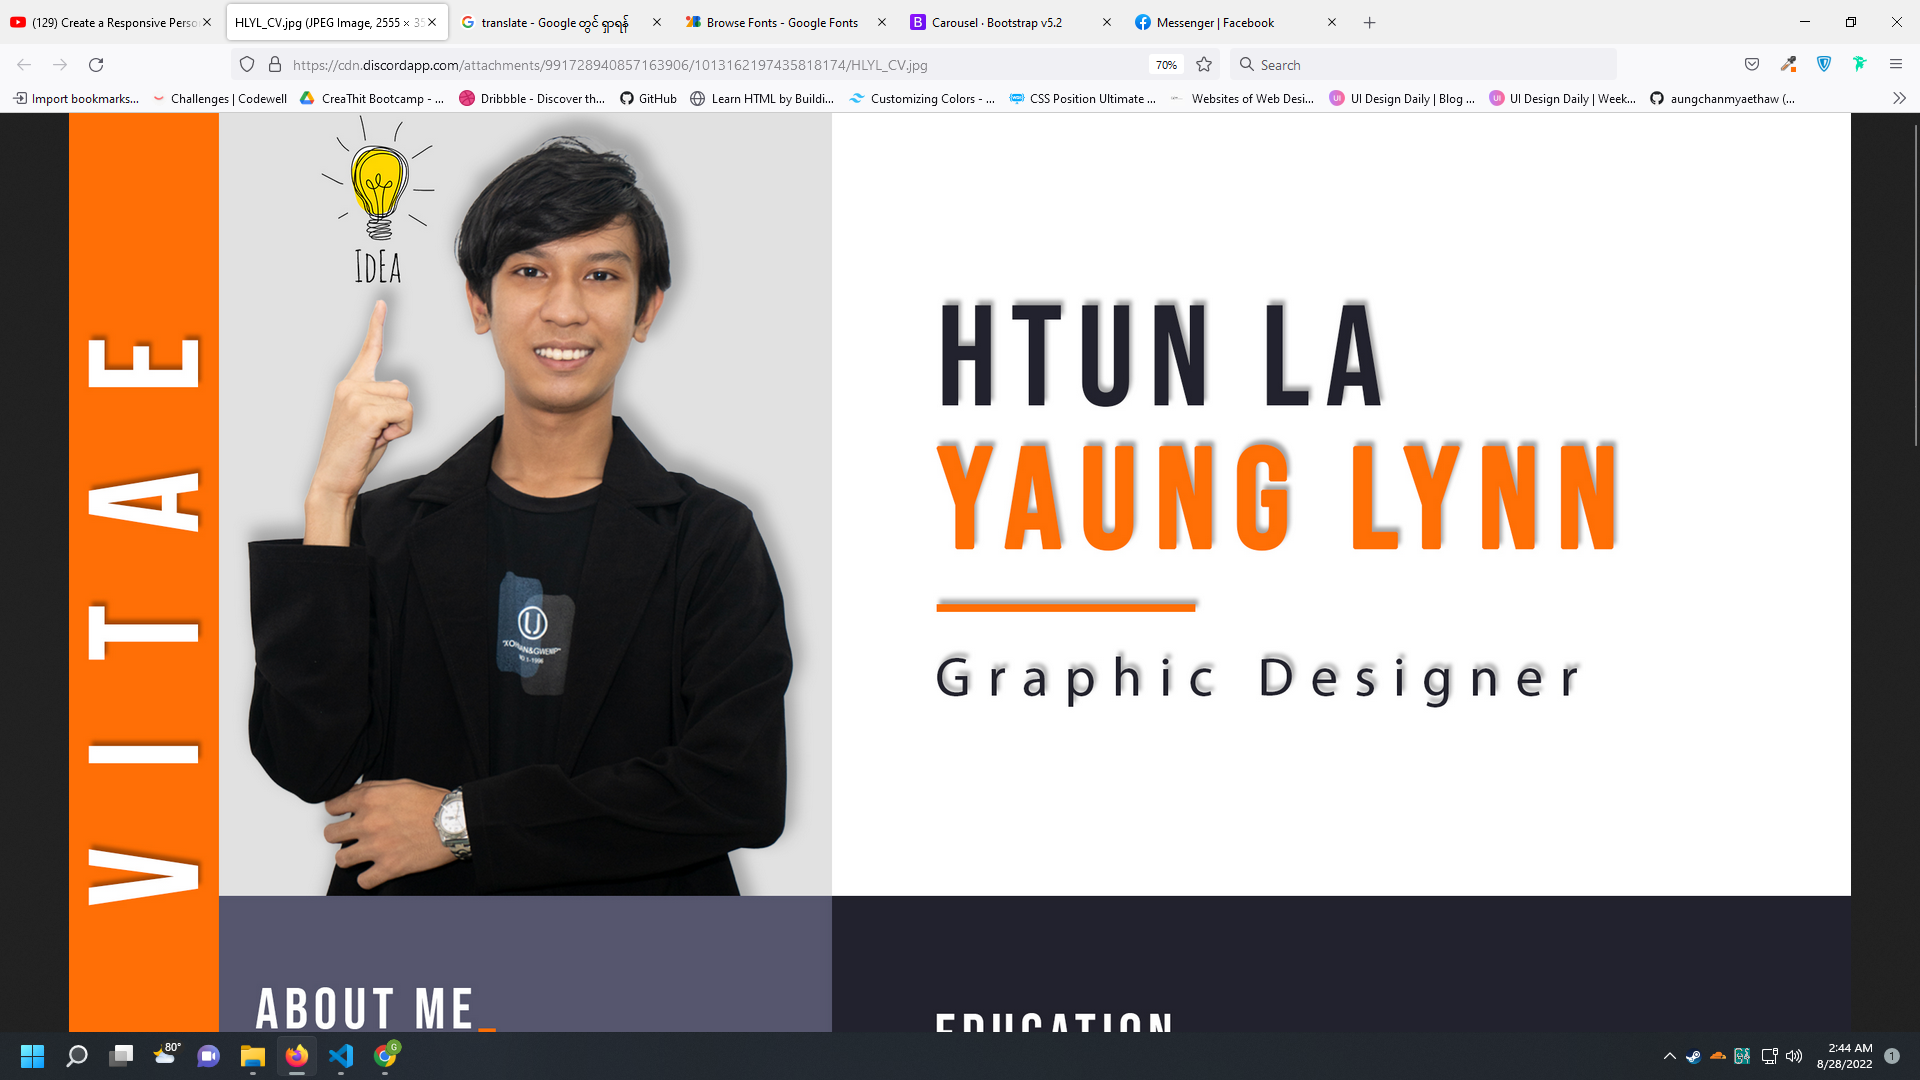 (129) Create a Responsive Perso
HLYL_CV.jpg (JPEG Image, 2555 × 35
translate - Google တွင် ရှာရန်
Browse Fonts - Google Fonts
Carousel · Bootstrap v5.2
Messenger | Facebook
https://cdn.discordapp.com/attachments/991728940857163906/1013162197435818174/HLYL_CV.jpg
70%
Search
Import bookmarks...
Challenges | Codewell
CreaThit Bootcamp - ...
Dribbble - Discover th...
GitHub
Learn HTML by Buildi...
Customizing Colors - ...
CSS Position Ultimate ...
Websites of Web Desi...
UI Design Daily | Blog ...
UI Design Daily | Week...
aungchanmyaethaw (...
VITAE
IDEA
HTUN LA
YAUNG LYNN
Graphic Designer
ABOUT ME_
EDUCATION
80°
G
2:44 AM
8/28/2022
1